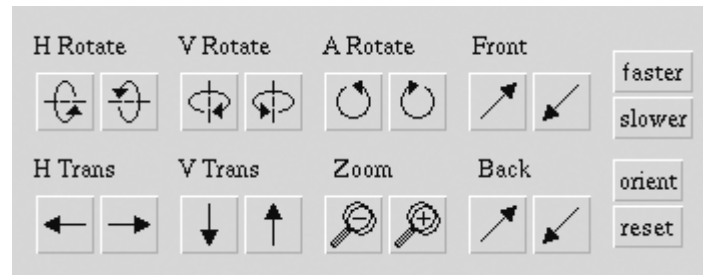 H Rotate V Rotate A Rotate Front
faster
slower
H Trans V Trans Zoom Back
orient
reset